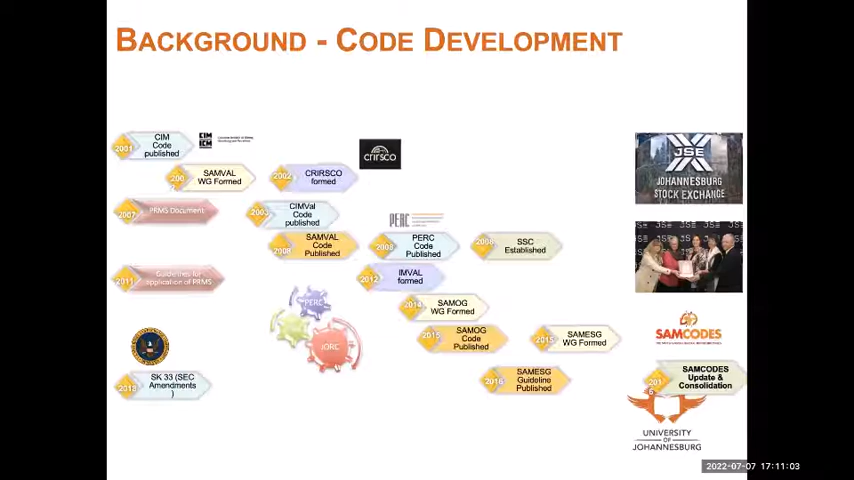 BACKGROUND - CODE DEVELOPMENT
2001
CIM
Code
published
CIM
ICM
200
SAMVAL
WG Formed
2002
CRIRSCO
formed
crirsco
JSE
JOHANNESBURG
STOCK EXCHANGE
2007
PRMS Document
2003
CIMVal
Code
published
PERC
2008
SAMVAL
Code
Published
2008
PERC
Code
Published
2008
SSC
Established
2011
Guidelines for
application of PRMS
2012
IMVAL
formed
PERC
JORC
2014
SAMOG
WG Formed
2015
SAMOG
Code
Published
2015
SAMESG
WG Formed
SAMCODES
2018
SK 33 (SEC
Amendments
)
2016
SAMESG
Guideline
Published
201
SAMCODES
Update &
Consolidation
UNIVERSITY
OF
JOHANNESBURG
2022-07-07 17:11:03